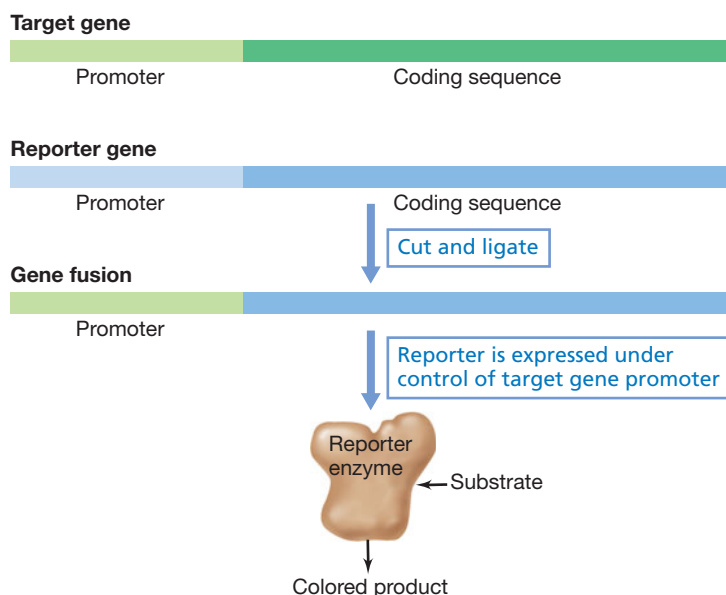 Target gene
Promoter
Coding sequence
Reporter gene
Promoter
Coding sequence
Cut and ligate
Gene fusion
Promoter
Reporter is expressed under
control of target gene promoter
Reporter
enzyme
Substrate
Colored product